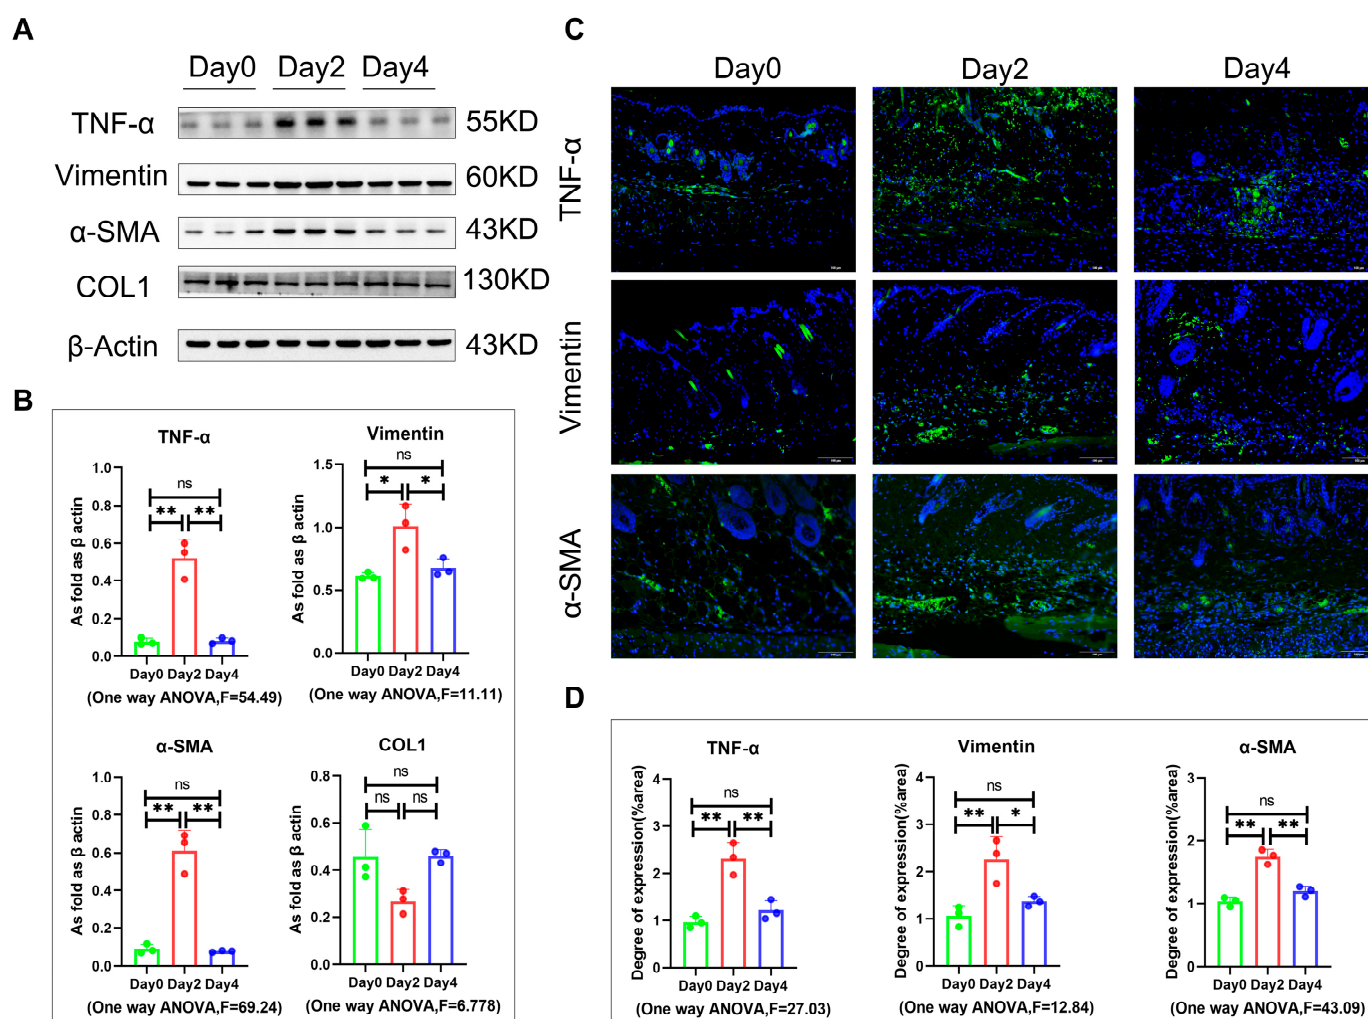 A
Day0 Day2 Day4
TNF-α 55KD
Vimentin 60KD
α-SMA 43KD
COL1 130KD
β-Actin 43KD
B
TNF-α
As fold as β actin
1.0
0.8
0.6
0.4
0.2
0.0
ns
** **
Day0 Day2 Day4
(One way ANOVA,F=54.49)
Vimentin
As fold as β actin
1.5
1.0
0.5
0.0
ns
* *
Day0 Day2 Day4
(One way ANOVA,F=11.11)
α-SMA
As fold as β actin
1.0
0.8
0.6
0.4
0.2
0.0
ns
** **
Day0 Day2 Day4
(One way ANOVA,F=69.24)
COL1
As fold as β actin
0.8
0.6
0.4
0.2
0.0
ns
ns ns
Day0 Day2 Day4
(One way ANOVA,F=6.778)
C
Day0 Day2 Day4
TNF-α
Vimentin
α-SMA
D
TNF-α
Degree of expression(%area)
4
3
2
1
0
ns
** **
Day0 Day2 Day4
(One way ANOVA,F=27.03)
Vimentin
Degree of expression(%area)
4
3
2
1
0
ns
** *
Day0 Day2 Day4
(One way ANOVA,F=12.84)
α-SMA
Degree of expression(%area)
3
2
1
0
ns
** **
Day0 Day2 Day4
(One way ANOVA,F=43.09)